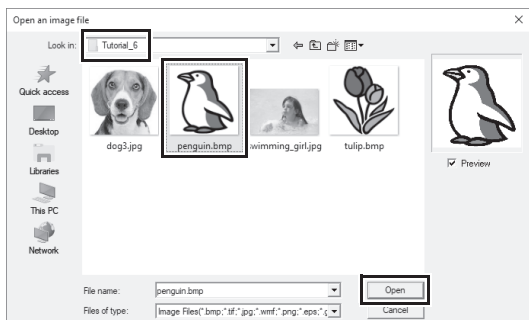 Open an image file
Look in: Tutorial_6
Quick access
Desktop
Libraries
This PC
Network
dog3.jpg penguin.bmp wimming_girl.jpg tulip.bmp
Preview
File name: penguin.bmp Open
Files of type: Image Files(*.bmp;*.tif;*.jpg;*.wmf;*.png;*.eps;*.g Cancel